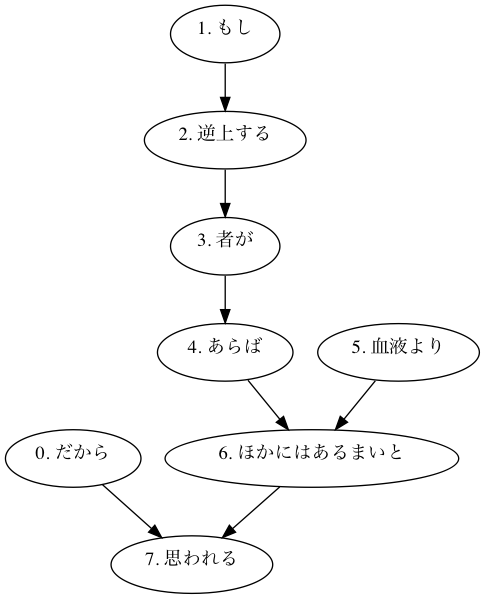 1. もし
2. 逆上する
3. 者が
4. あらば
5. 血液より
0. だから
6. ほかにはあるまいと
7. 思われる